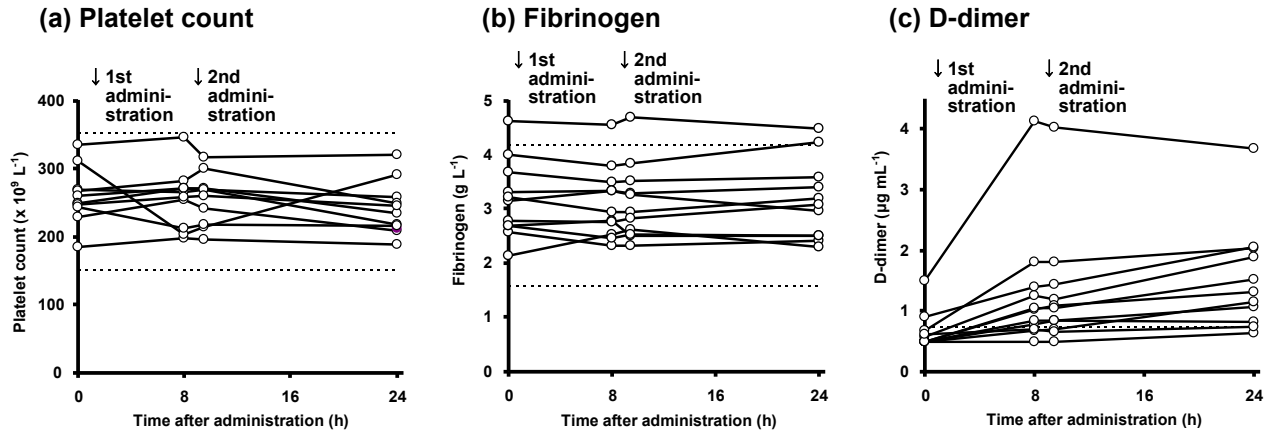 (a) Platelet count
↓ 1st
admini-
stration
↓ 2nd
admini-
stration
Platelet count (x 10⁹ L⁻¹)
400
300
200
100
0
0 8 16 24
Time after administration (h)
(b) Fibrinogen
↓ 1st
admini-
stration
↓ 2nd
admini-
stration
Fibrinogen (g L⁻¹)
5
4
3
2
1
0
0 8 16 24
Time after administration (h)
(c) D-dimer
↓ 1st
admini-
stration
↓ 2nd
admini-
stration
D-dimer (µg mL⁻¹)
4
2
1
0
0 8 16 24
Time after administration (h)